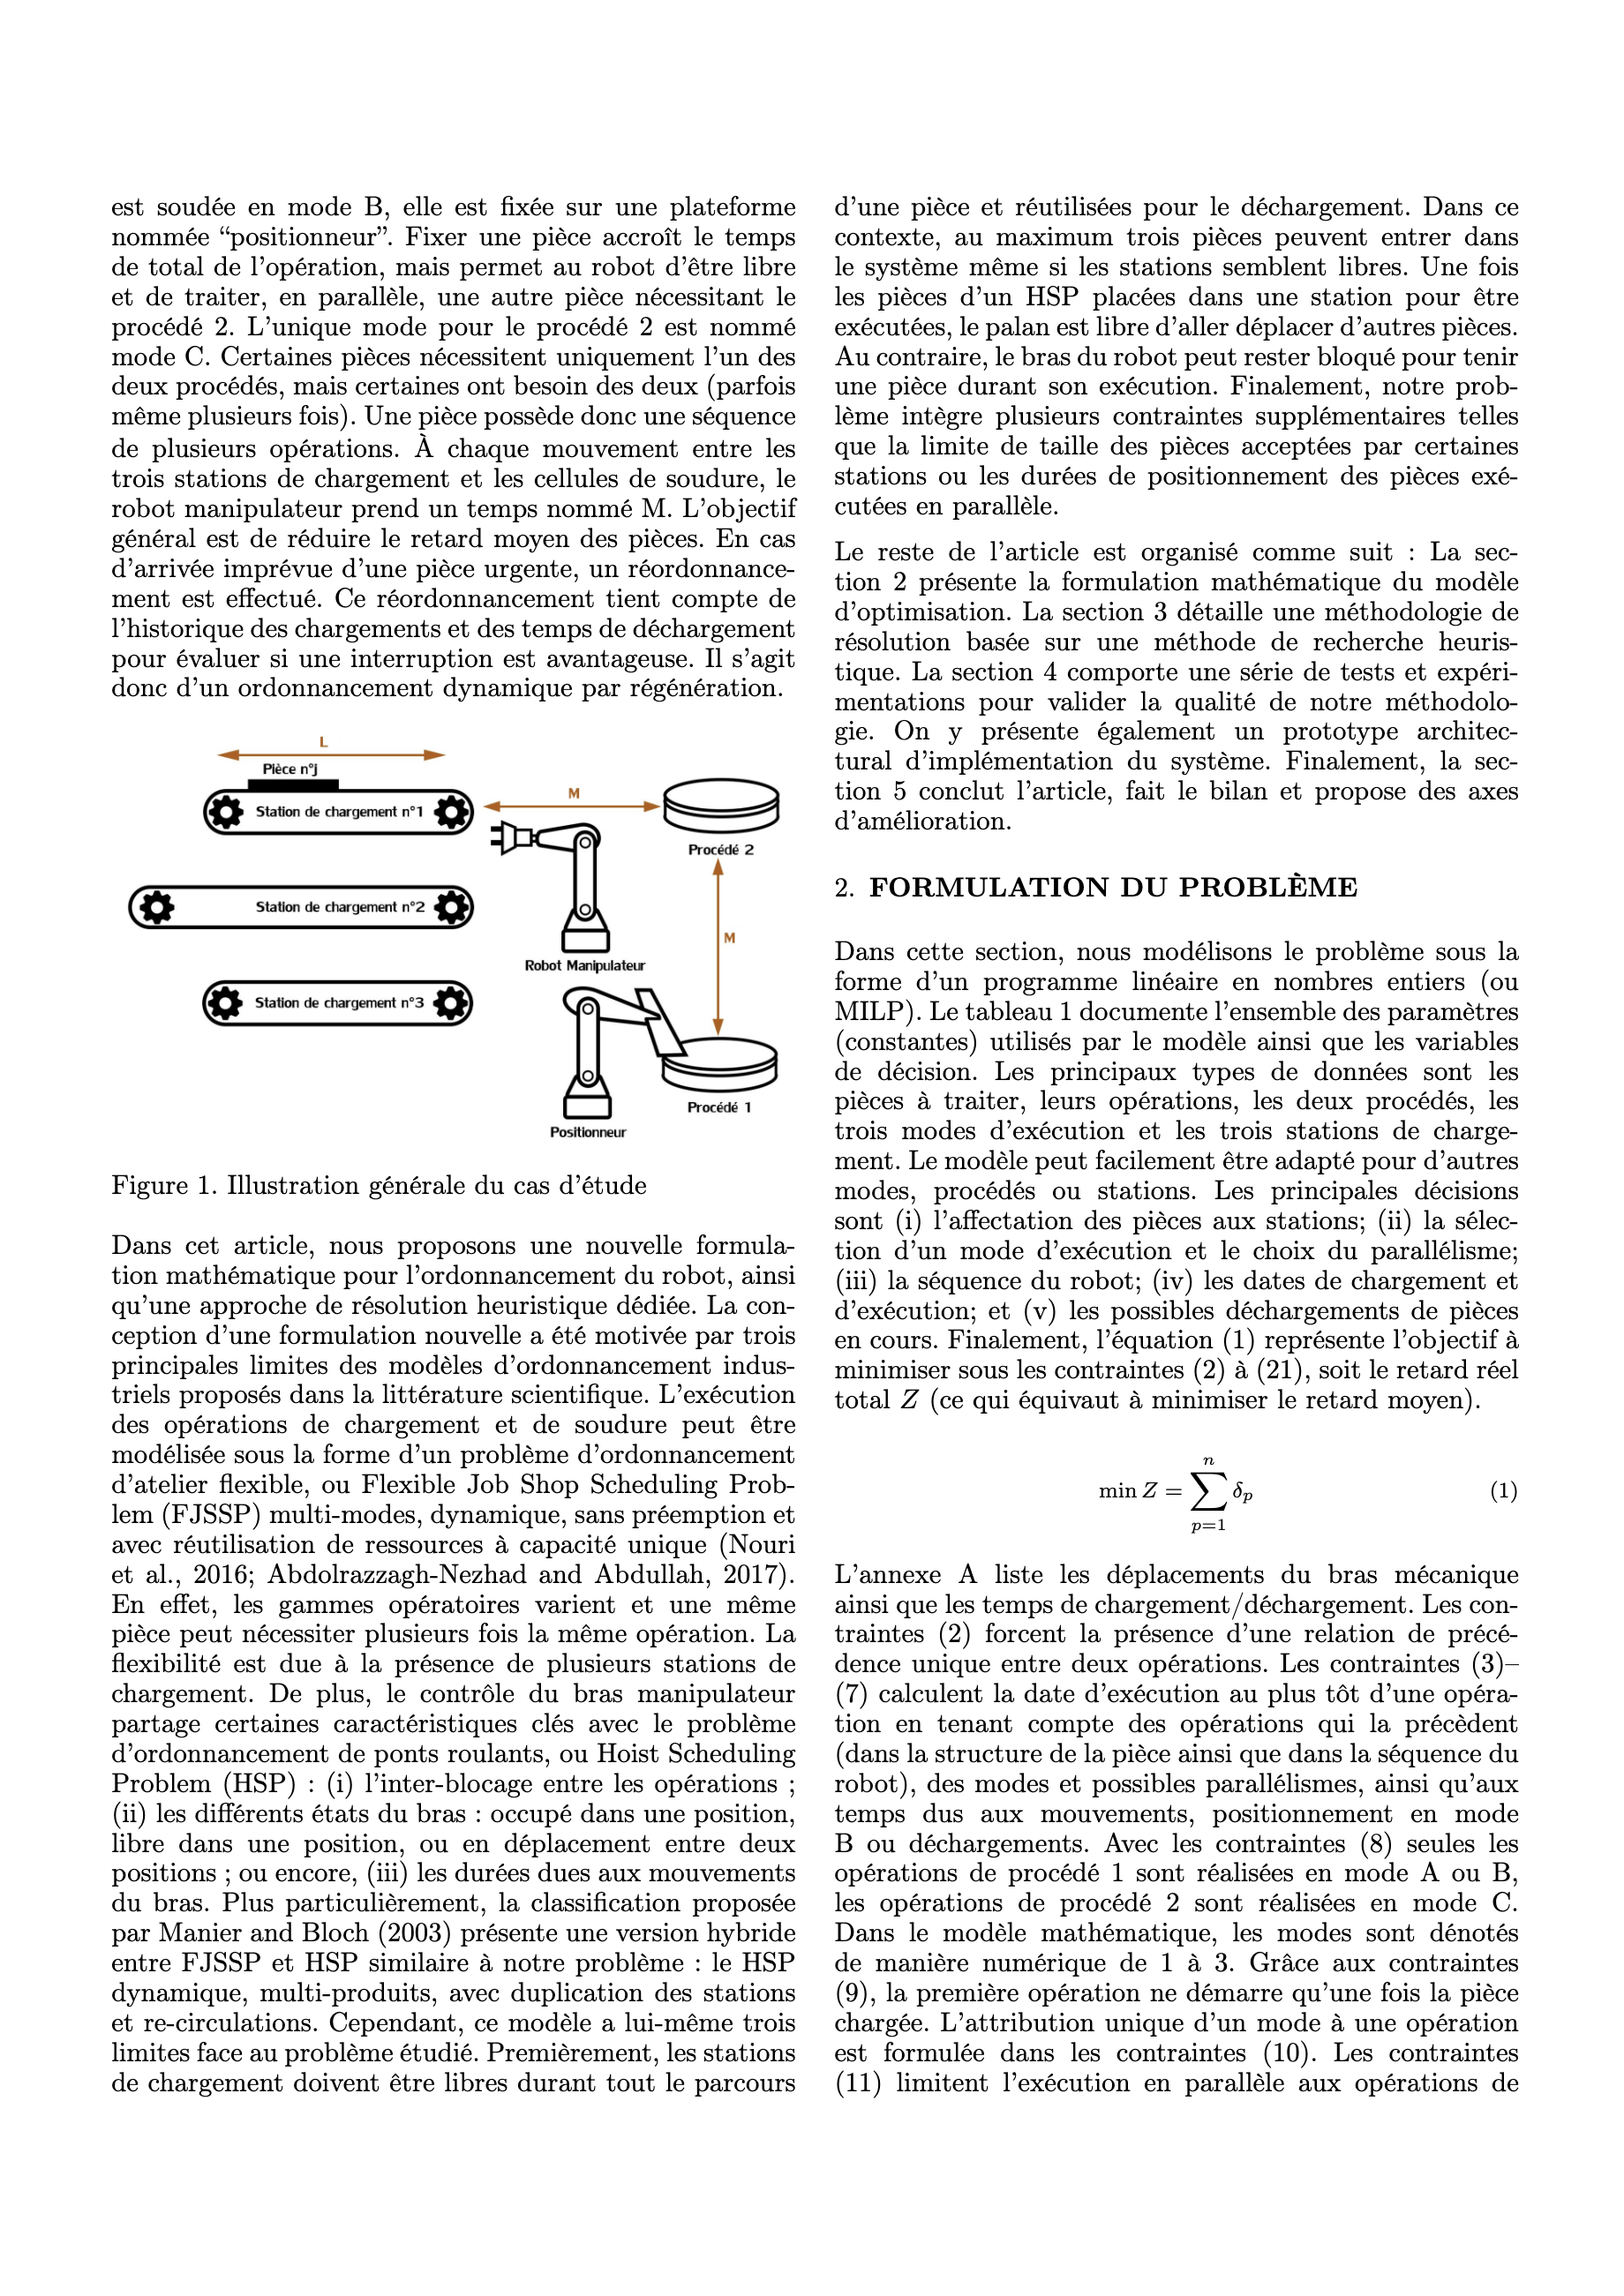 est soudée en mode B, elle est fixée sur une plateforme
nommée “positionneur”. Fixer une pièce accroît le temps
de total de l’opération, mais permet au robot d’être libre
et de traiter, en parallèle, une autre pièce nécessitant le
procédé 2. L’unique mode pour le procédé 2 est nommé
mode C. Certaines pièces nécessitent uniquement l’un des
deux procédés, mais certaines ont besoin des deux (parfois
même plusieurs fois). Une pièce possède donc une séquence
de plusieurs opérations. À chaque mouvement entre les
trois stations de chargement et les cellules de soudure, le
robot manipulateur prend un temps nommé M. L’objectif
général est de réduire le retard moyen des pièces. En cas
d’arrivée imprévue d’une pièce urgente, un réordonnance-
ment est effectué. Ce réordonnancement tient compte de
l’historique des chargements et des temps de déchargement
pour évaluer si une interruption est avantageuse. Il s’agit
donc d’un ordonnancement dynamique par régénération.
L
Pièce n°j
Station de chargement n°1
M
Procédé 2
Station de chargement n°2
M
Robot Manipulateur
Station de chargement n°3
Procédé 1
Positionneur
Figure 1. Illustration générale du cas d’étude
Dans cet article, nous proposons une nouvelle formula-
tion mathématique pour l’ordonnancement du robot, ainsi
qu’une approche de résolution heuristique dédiée. La con-
ception d’une formulation nouvelle a été motivée par trois
principales limites des modèles d’ordonnancement indus-
triels proposés dans la littérature scientifique. L’exécution
des opérations de chargement et de soudure peut être
modélisée sous la forme d’un problème d’ordonnancement
d’atelier flexible, ou Flexible Job Shop Scheduling Prob-
lem (FJSSP) multi-modes, dynamique, sans préemption et
avec réutilisation de ressources à capacité unique (Nouri
et al., 2016; Abdolrazzagh-Nezhad and Abdullah, 2017).
En effet, les gammes opératoires varient et une même
pièce peut nécessiter plusieurs fois la même opération. La
flexibilité est due à la présence de plusieurs stations de
chargement. De plus, le contrôle du bras manipulateur
partage certaines caractéristiques clés avec le problème
d’ordonnancement de ponts roulants, ou Hoist Scheduling
Problem (HSP) : (i) l’inter-blocage entre les opérations ;
(ii) les différents états du bras : occupé dans une position,
libre dans une position, ou en déplacement entre deux
positions ; ou encore, (iii) les durées dues aux mouvements
du bras. Plus particulièrement, la classification proposée
par Manier and Bloch (2003) présente une version hybride
entre FJSSP et HSP similaire à notre problème : le HSP
dynamique, multi-produits, avec duplication des stations
et re-circulations. Cependant, ce modèle a lui-même trois
limites face au problème étudié. Premièrement, les stations
de chargement doivent être libres durant tout le parcours
d’une pièce et réutilisées pour le déchargement. Dans ce
contexte, au maximum trois pièces peuvent entrer dans
le système même si les stations semblent libres. Une fois
les pièces d’un HSP placées dans une station pour être
exécutées, le palan est libre d’aller déplacer d’autres pièces.
Au contraire, le bras du robot peut rester bloqué pour tenir
une pièce durant son exécution. Finalement, notre prob-
lème intègre plusieurs contraintes supplémentaires telles
que la limite de taille des pièces acceptées par certaines
stations ou les durées de positionnement des pièces exé-
cutées en parallèle.
Le reste de l’article est organisé comme suit : La sec-
tion 2 présente la formulation mathématique du modèle
d’optimisation. La section 3 détaille une méthodologie de
résolution basée sur une méthode de recherche heuris-
tique. La section 4 comporte une série de tests et expéri-
mentations pour valider la qualité de notre méthodolo-
gie. On y présente également un prototype architec-
tural d’implémentation du système. Finalement, la sec-
tion 5 conclut l’article, fait le bilan et propose des axes
d’amélioration.
2. FORMULATION DU PROBLÈME
Dans cette section, nous modélisons le problème sous la
forme d’un programme linéaire en nombres entiers (ou
MILP). Le tableau 1 documente l’ensemble des paramètres
(constantes) utilisés par le modèle ainsi que les variables
de décision. Les principaux types de données sont les
pièces à traiter, leurs opérations, les deux procédés, les
trois modes d’exécution et les trois stations de charge-
ment. Le modèle peut facilement être adapté pour d’autres
modes, procédés ou stations. Les principales décisions
sont (i) l’affectation des pièces aux stations; (ii) la sélec-
tion d’un mode d’exécution et le choix du parallélisme;
(iii) la séquence du robot; (iv) les dates de chargement et
d’exécution; et (v) les possibles déchargements de pièces
en cours. Finalement, l’équation (1) représente l’objectif à
minimiser sous les contraintes (2) à (21), soit le retard réel
total Z (ce qui équivaut à minimiser le retard moyen).
min Z = ∑_{p=1}^{n} δ_p (1)
L’annexe A liste les déplacements du bras mécanique
ainsi que les temps de chargement/déchargement. Les con-
traintes (2) forcent la présence d’une relation de précé-
dence unique entre deux opérations. Les contraintes (3)–
(7) calculent la date d’exécution au plus tôt d’une opéra-
tion en tenant compte des opérations qui la précèdent
(dans la structure de la pièce ainsi que dans la séquence du
robot), des modes et possibles parallélismes, ainsi qu’aux
temps dus aux mouvements, positionnement en mode
B ou déchargements. Avec les contraintes (8) seules les
opérations de procédé 1 sont réalisées en mode A ou B,
les opérations de procédé 2 sont réalisées en mode C.
Dans le modèle mathématique, les modes sont dénotés
de manière numérique de 1 à 3. Grâce aux contraintes
(9), la première opération ne démarre qu’une fois la pièce
chargée. L’attribution unique d’un mode à une opération
est formulée dans les contraintes (10). Les contraintes
(11) limitent l’exécution en parallèle aux opérations de